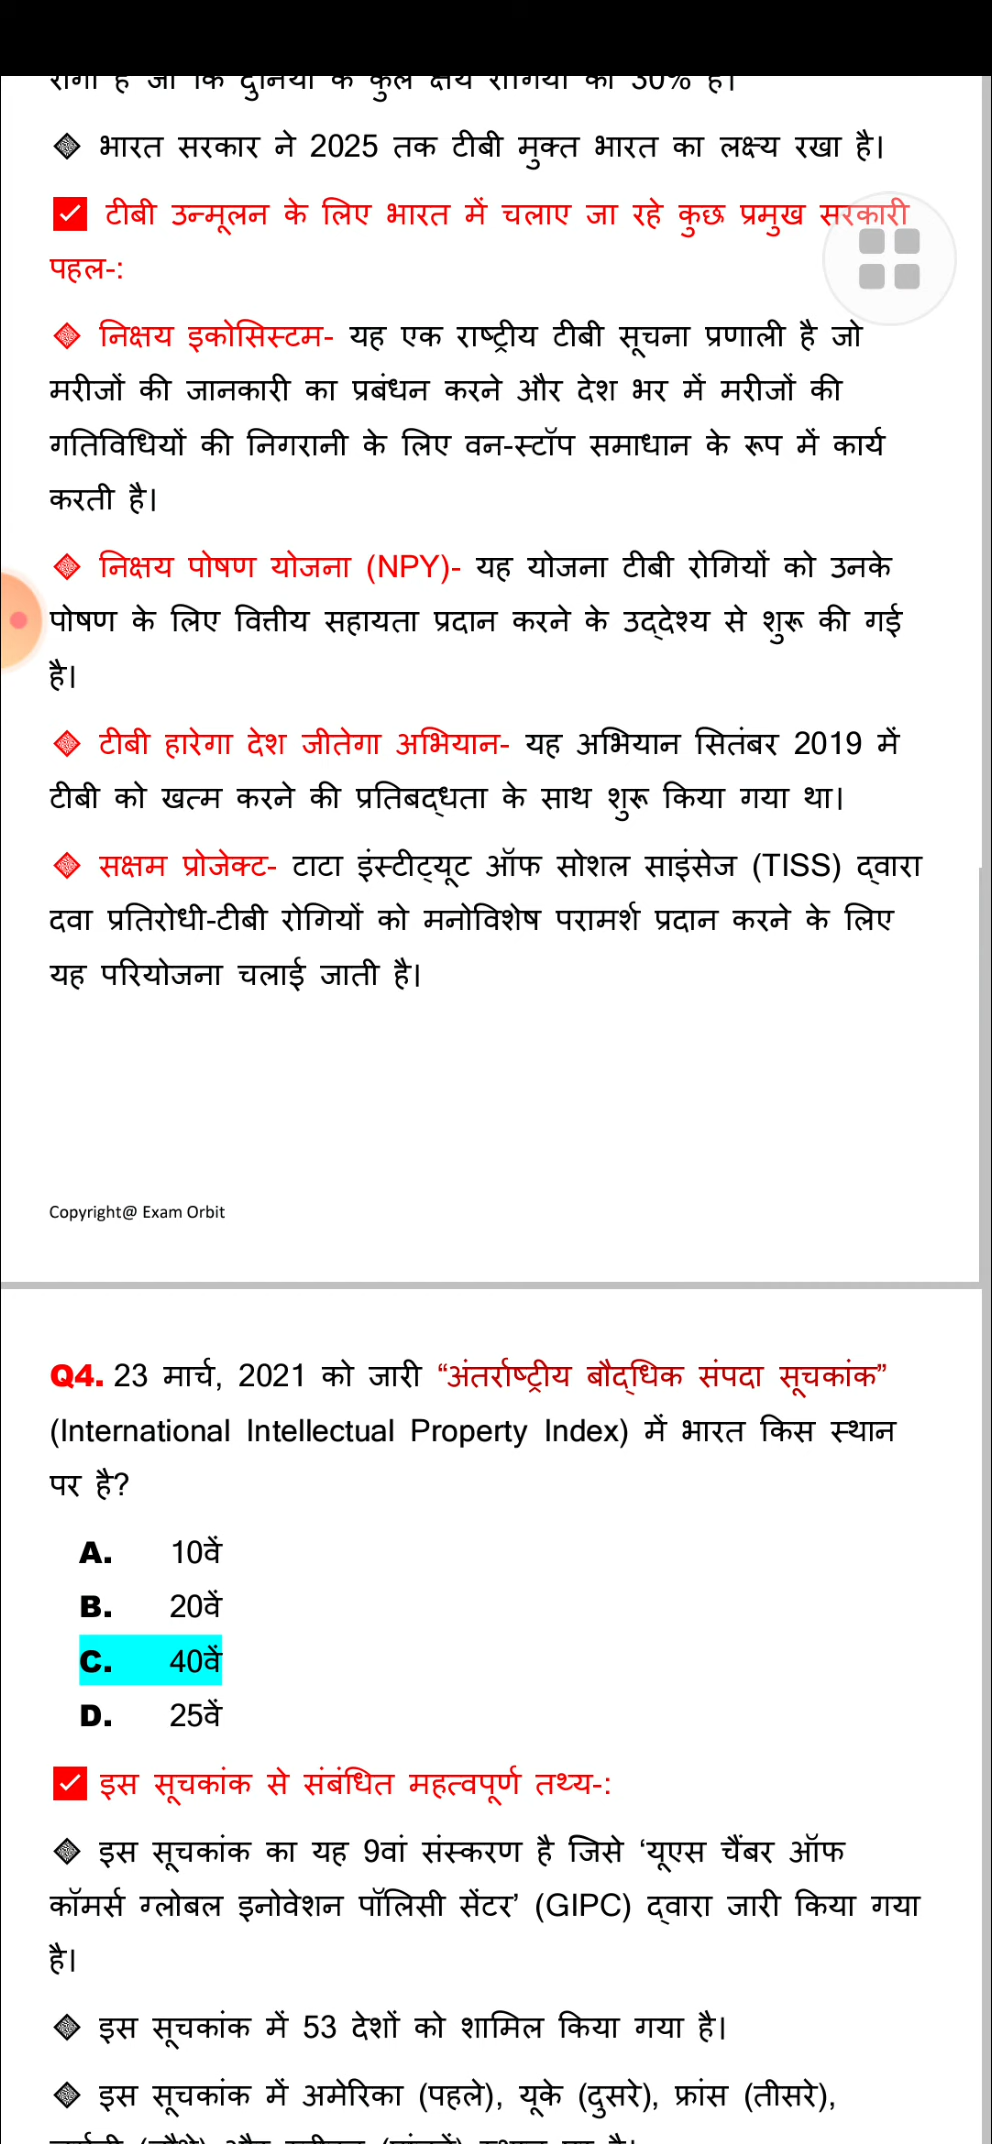 रोगी है जो कि दुनिया के कुल क्षय रोगियों का 30% है।
भारत सरकार ने 2025 तक टीबी मुक्त भारत का लक्ष्य रखा है।
टीबी उन्मूलन के लिए भारत में चलाए जा रहे कुछ प्रमुख सरकारी
पहल-:
निक्षय इकोसिस्टम- यह एक राष्ट्रीय टीबी सूचना प्रणाली है जो
मरीजों की जानकारी का प्रबंधन करने और देश भर में मरीजों की
गतिविधियों की निगरानी के लिए वन-स्टॉप समाधान के रूप में कार्य
करती है।
निक्षय पोषण योजना (NPY)- यह योजना टीबी रोगियों को उनके
पोषण के लिए वित्तीय सहायता प्रदान करने के उद्देश्य से शुरू की गई
है।
टीबी हारेगा देश जीतेगा अभियान- यह अभियान सितंबर 2019 में
टीबी को खत्म करने की प्रतिबद्धता के साथ शुरू किया गया था।
सक्षम प्रोजेक्ट- टाटा इंस्टीट्यूट ऑफ सोशल साइंसेज (TISS) द्वारा
दवा प्रतिरोधी-टीबी रोगियों को मनोविशेष परामर्श प्रदान करने के लिए
यह परियोजना चलाई जाती है।
Copyright@ Exam Orbit
Q4. 23 मार्च, 2021 को जारी “अंतर्राष्ट्रीय बौद्धिक संपदा सूचकांक”
(International Intellectual Property Index) में भारत किस स्थान
पर है?
A. 10वें
B. 20वें
C. 40वें
D. 25वें
इस सूचकांक से संबंधित महत्वपूर्ण तथ्य-:
इस सूचकांक का यह 9वां संस्करण है जिसे ‘यूएस चैंबर ऑफ
कॉमर्स ग्लोबल इनोवेशन पॉलिसी सेंटर’ (GIPC) द्वारा जारी किया गया
है।
इस सूचकांक में 53 देशों को शामिल किया गया है।
इस सूचकांक में अमेरिका (पहले), यूके (दुसरे), फ्रांस (तीसरे),